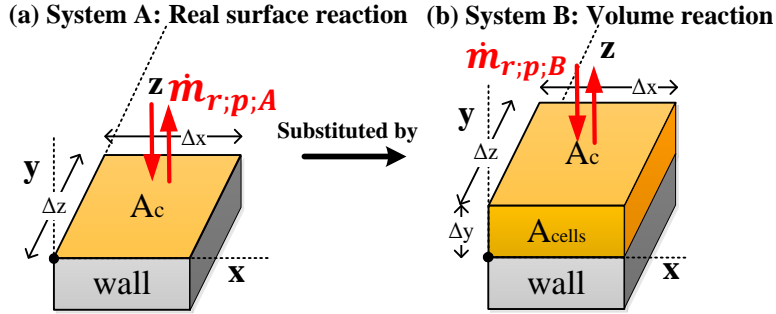 (a) System A: Real surface reaction
z ṁr;p;A
Δx
y
Δz
Ac
x
wall
Substituted by
(b) System B: Volume reaction
ṁr;p;B z
Δx
y
Δz
Ac
Δy
Acells
x
wall